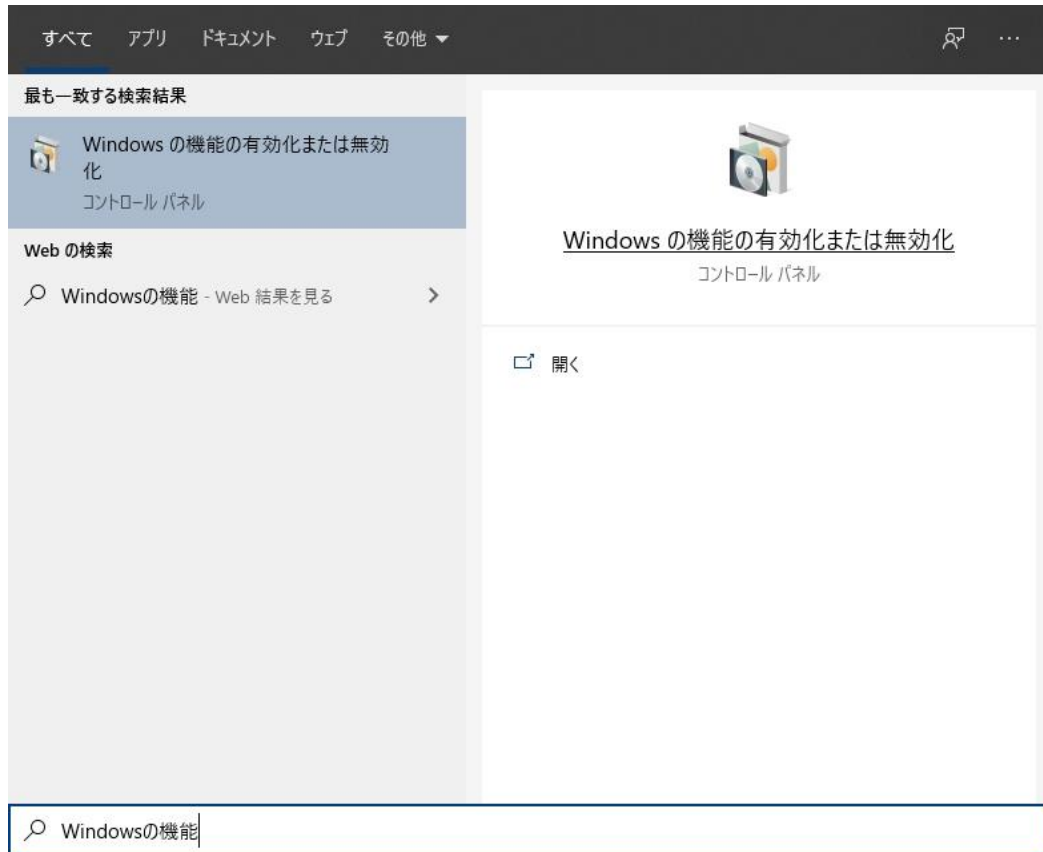 すべて アプリ ドキュメント ウェブ その他
最も一致する検索結果
Windows の機能の有効化または無効
化
コントロール パネル
Web の検索
Windowsの機能 - Web 結果を見る
Windows の機能の有効化または無効化
コントロール パネル
開く
Windowsの機能